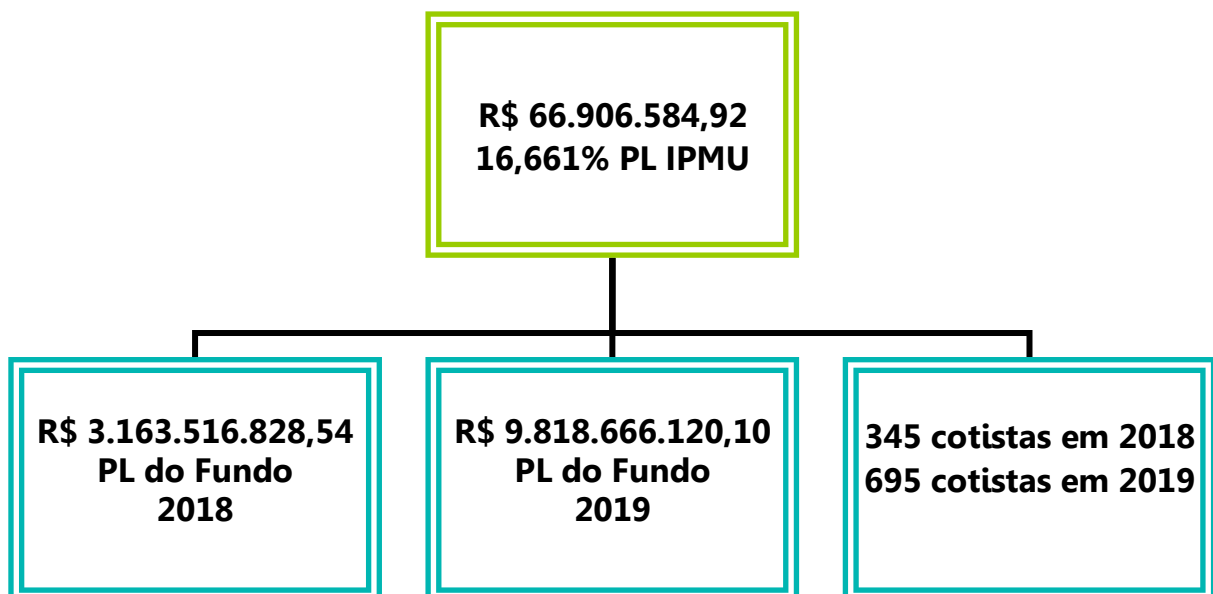 R$ 66.906.584,92
16,661% PL IPMU
R$ 3.163.516.828,54
PL do Fundo
2018
R$ 9.818.666.120,10
PL do Fundo
2019
345 cotistas em 2018
695 cotistas em 2019